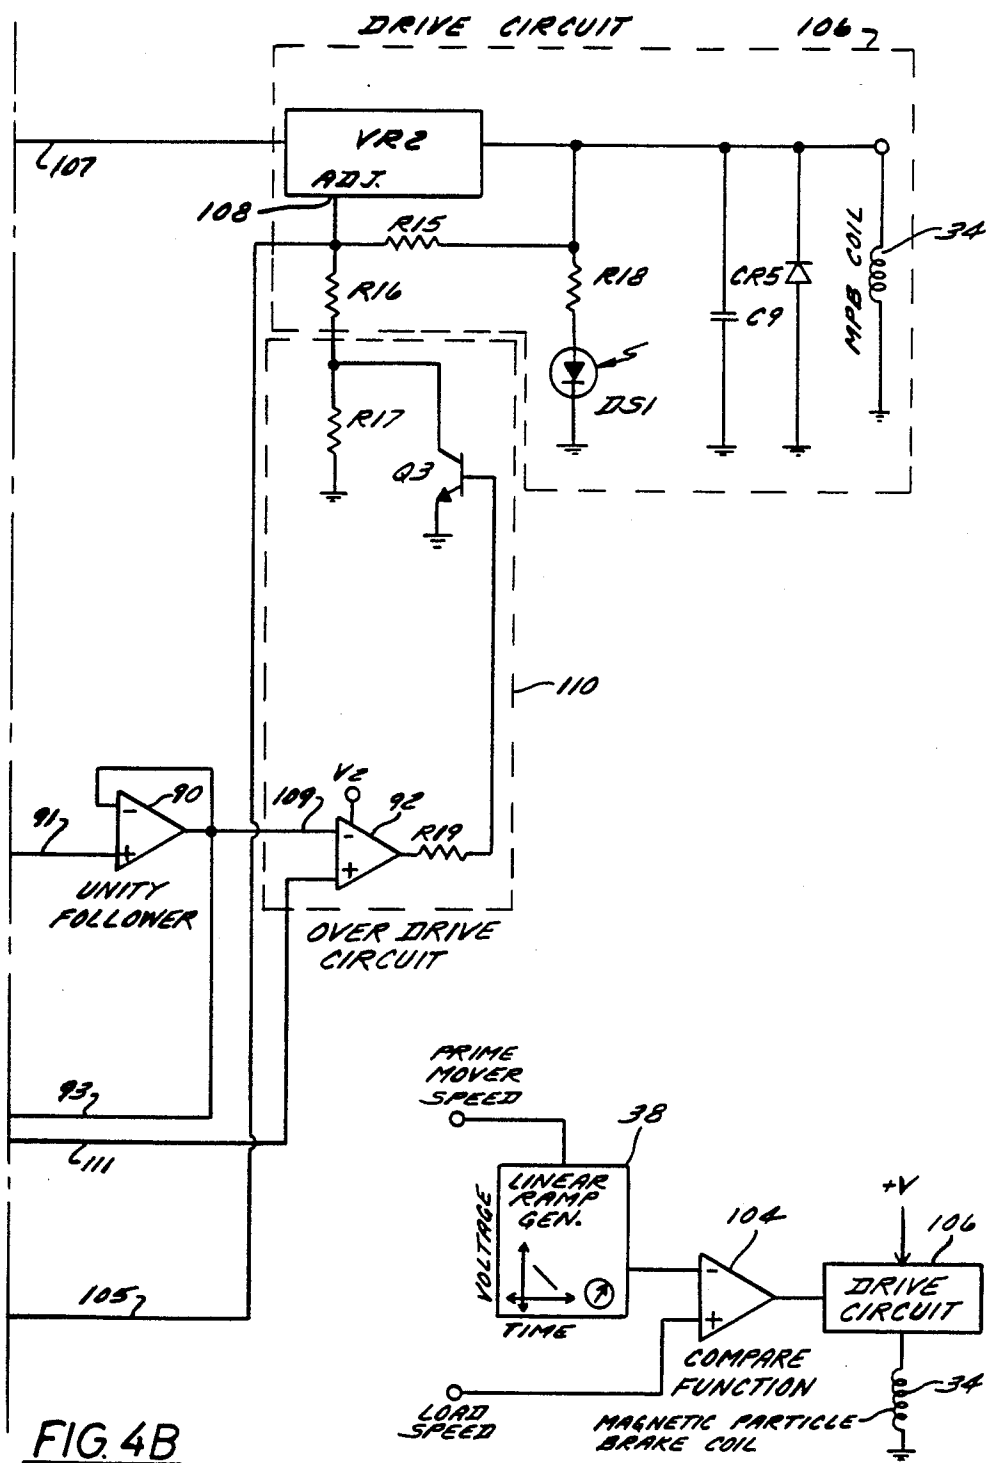 DRIVE CIRCUIT
106
107
VR2
ADJ.
108
R15
R16
R18
CR5
C9
MPB COIL
34
DS1
R17
Q3
110
V2
109
92
R19
91
90
-
+
-
+
UNITY
FOLLOWER
OVER DRIVE
CIRCUIT
93
111
105
PRIME
MOVER
SPEED
38
LINEAR
RAMP
GEN.
VOLTAGE
TIME
104
-
+
COMPARE
FUNCTION
+V
106
DRIVE
CIRCUIT
34
LOAD
SPEED
MAGNETIC PARTICLE
BRAKE COIL
FIG. 4B